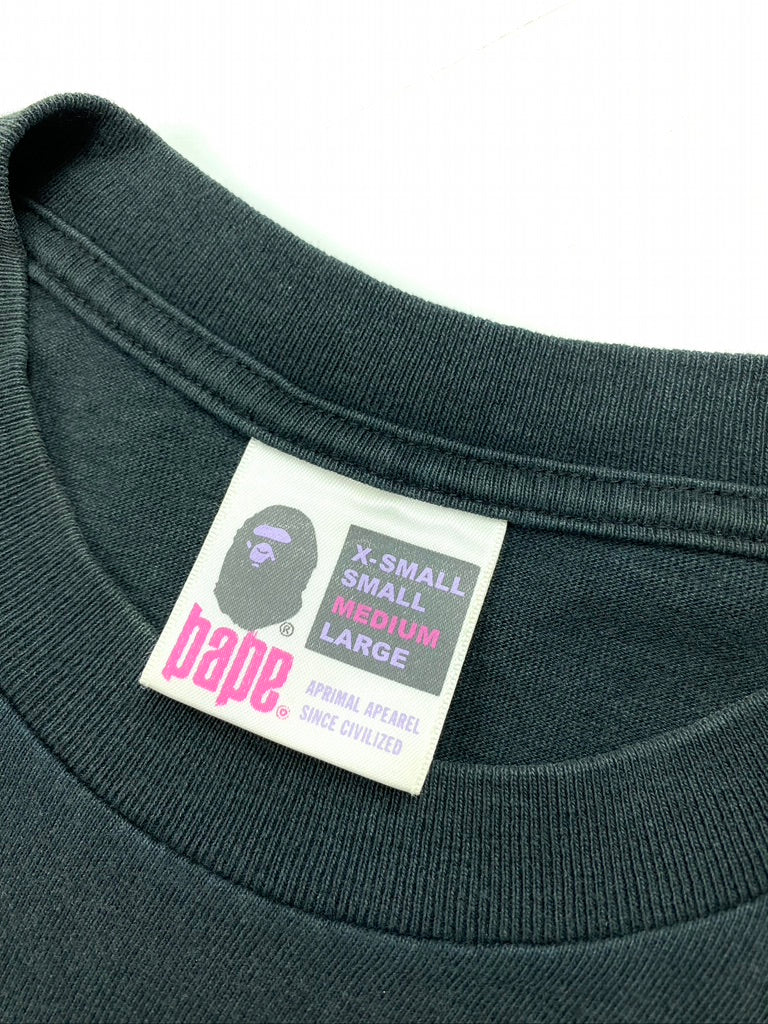 X-SMALL
SMALL
MEDIUM
LARGE
®
bape®
APRIMAL APEAREL
SINCE CIVILIZED